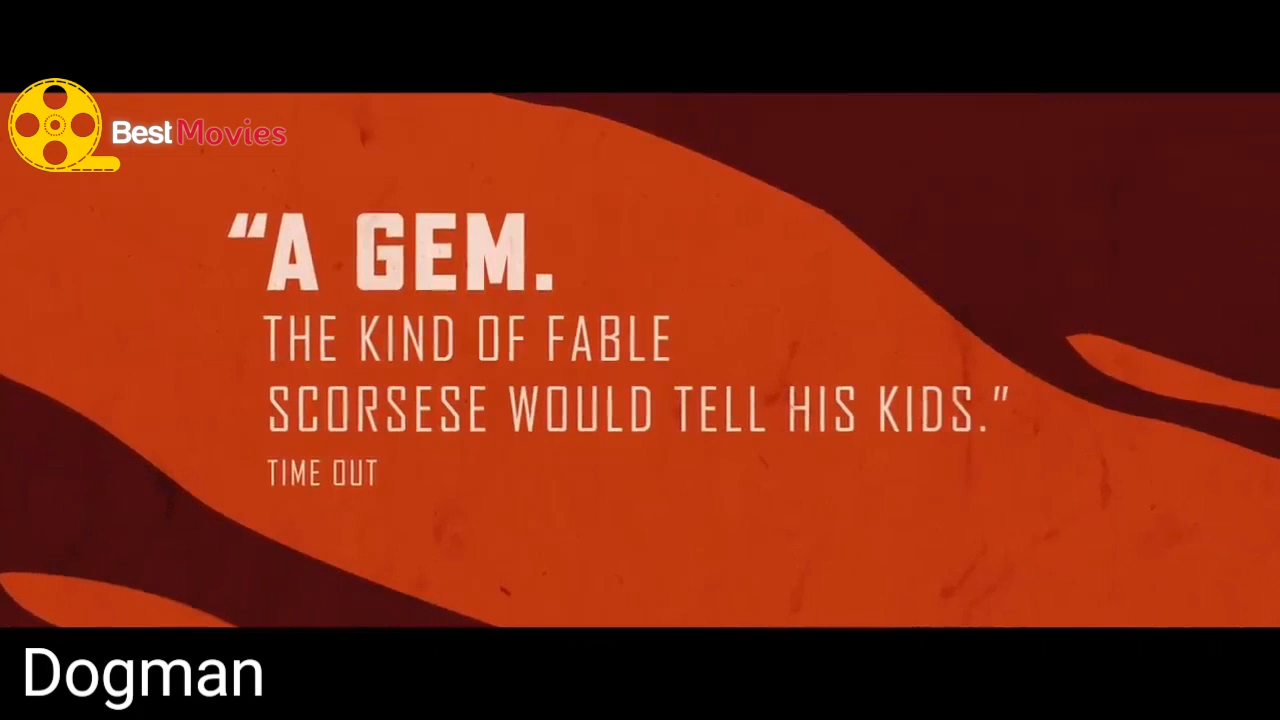 Best Movies
“A GEM.
THE KIND OF FABLE
SCORSESE WOULD TELL HIS KIDS.”
TIME OUT
Dogman